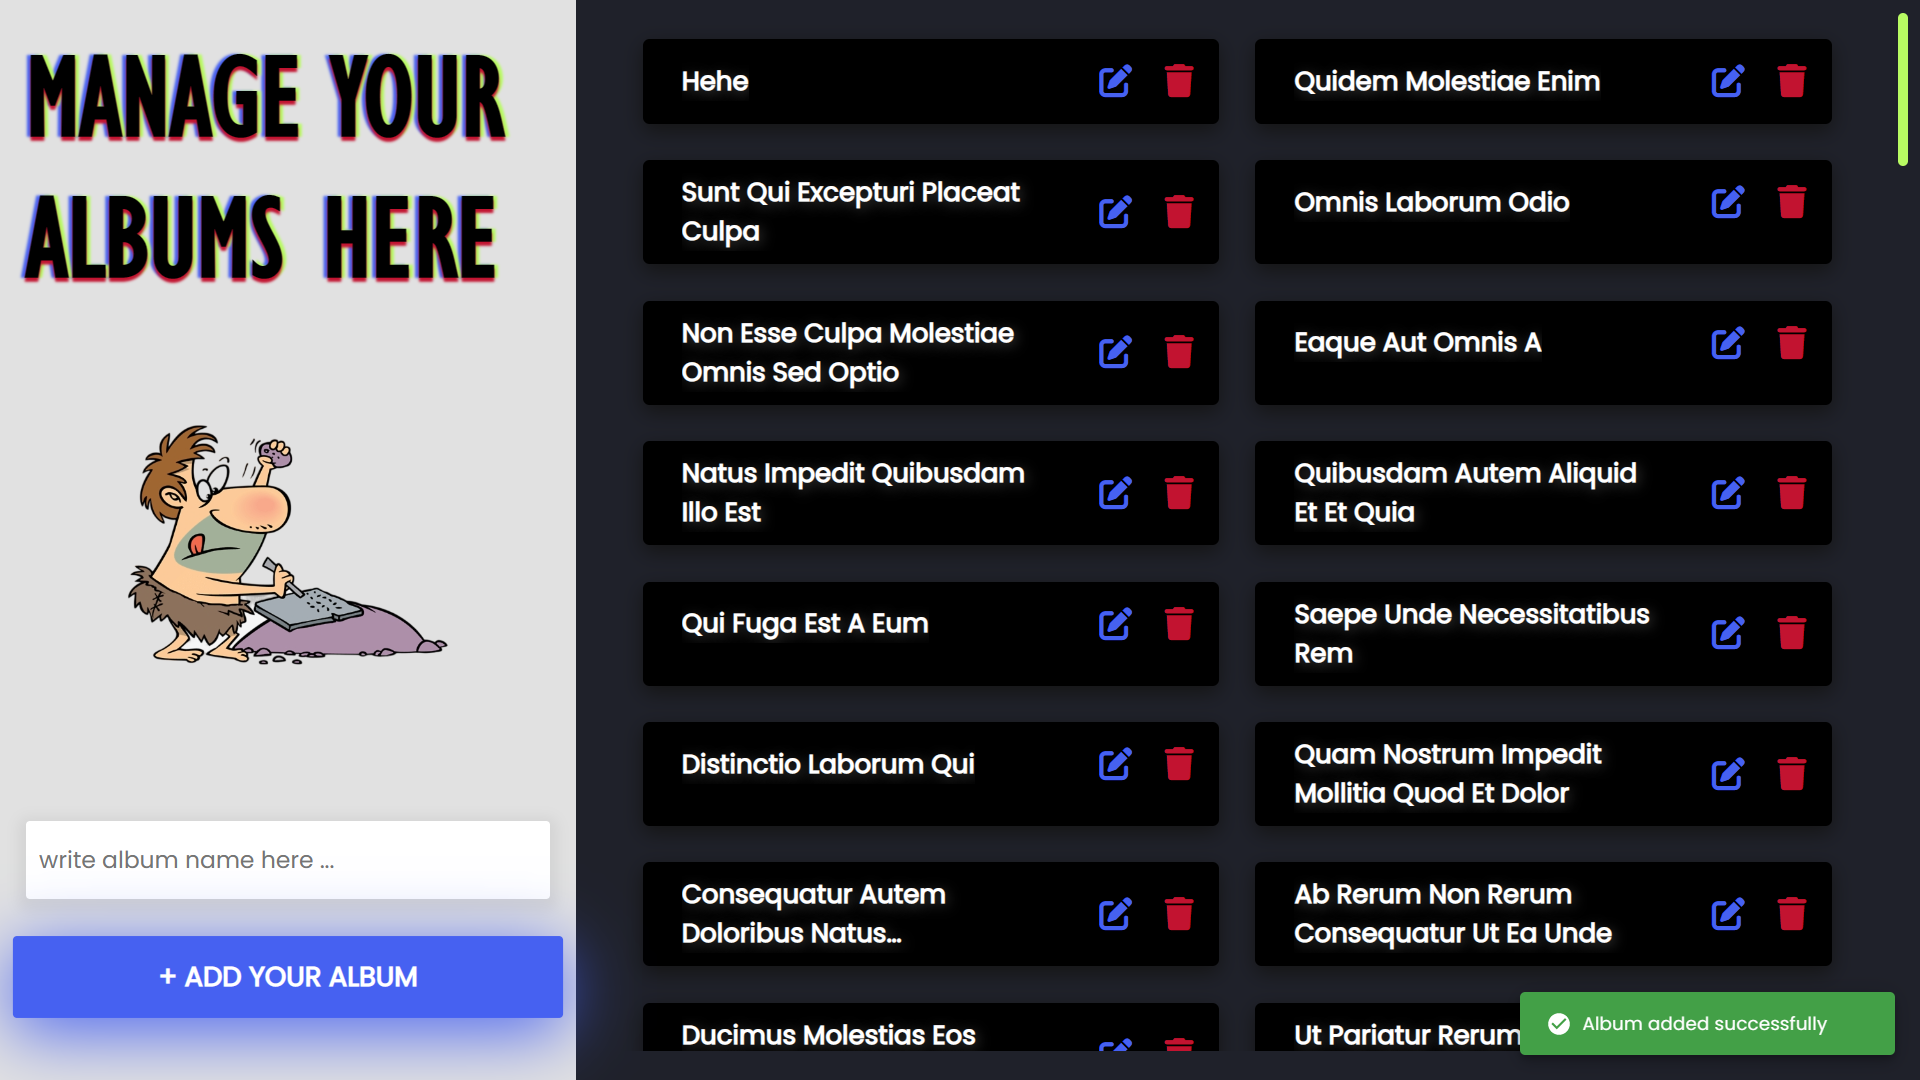 MANAGE YOUR
ALBUMS HERE
write album name here ...
+ ADD YOUR ALBUM
Hehe
Quidem Molestiae Enim
Sunt Qui Excepturi Placeat
Culpa
Omnis Laborum Odio
Non Esse Culpa Molestiae
Omnis Sed Optio
Eaque Aut Omnis A
Natus Impedit Quibusdam
Illo Est
Quibusdam Autem Aliquid
Et Et Quia
Qui Fuga Est A Eum
Saepe Unde Necessitatibus
Rem
Distinctio Laborum Qui
Quam Nostrum Impedit
Mollitia Quod Et Dolor
Consequatur Autem
Doloribus Natus...
Ab Rerum Non Rerum
Consequatur Ut Ea Unde
Ducimus Molestias Eos
Ut Pariatur Rerum
Album added successfully